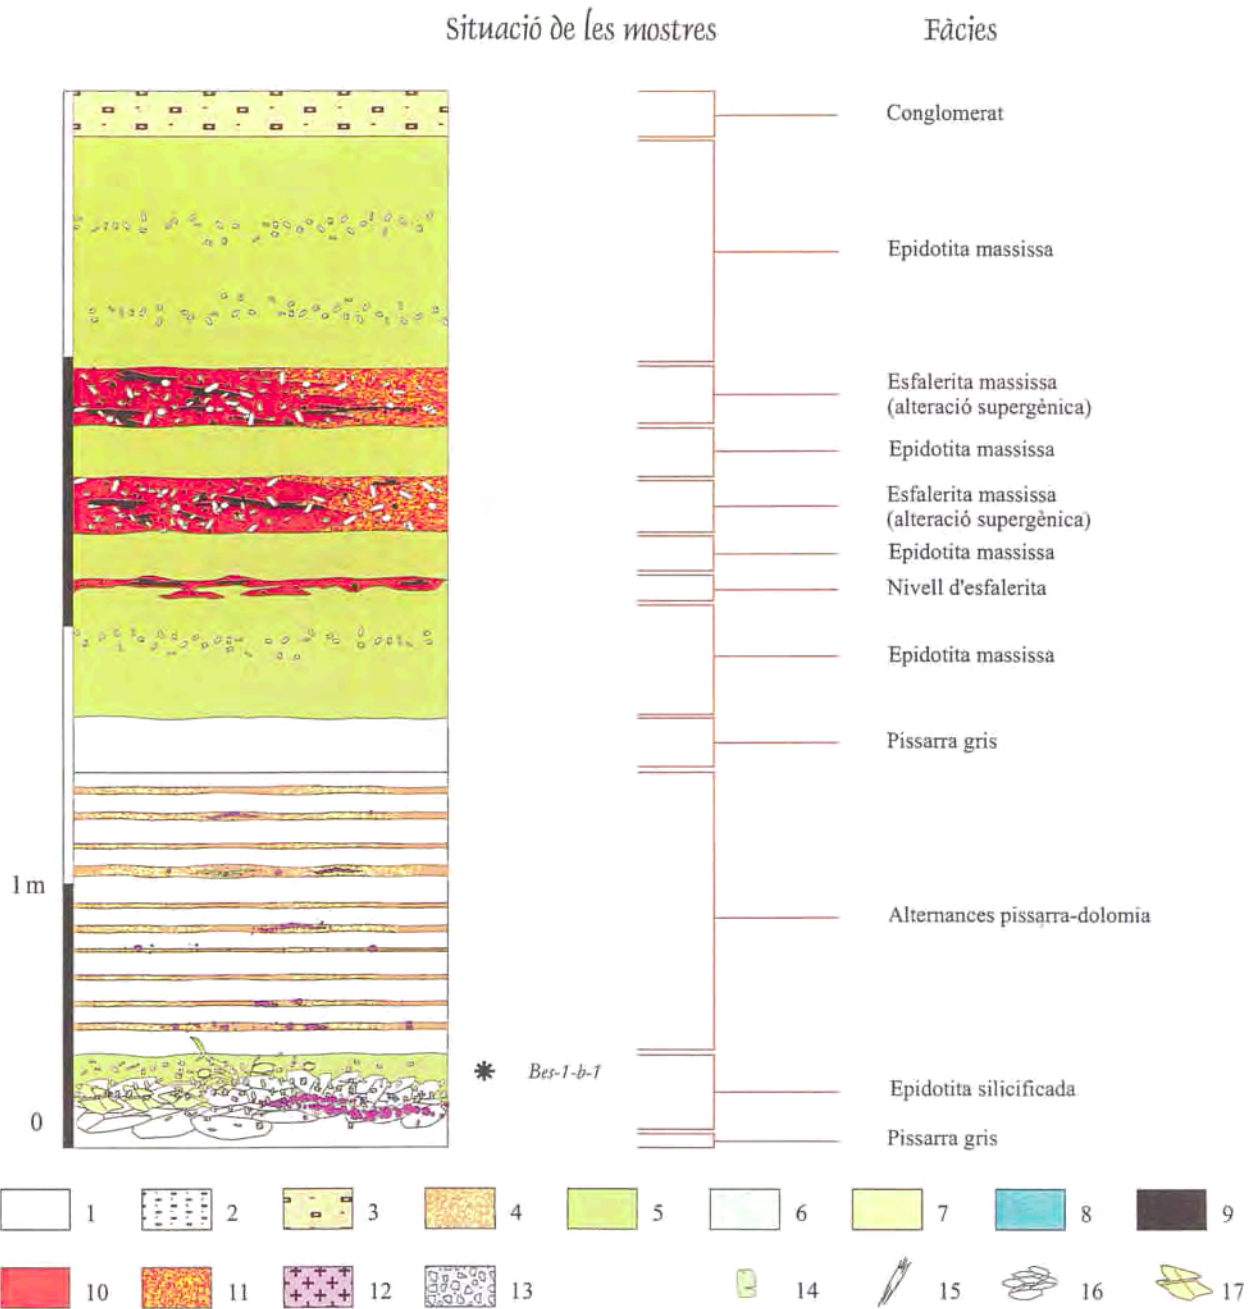 Situació de les mostres
Fàcies
Conglomerat
Epidotita massissa
Esfalerita massissa
(alteració supergènica)
Epidotita massissa
Esfalerita massissa
(alteració supergènica)
Epidotita massissa
Nivell d'esfalerita
Epidotita massissa
Pissarra gris
1 m
Alternances pissarra-dolomia
Bes-1-b-1
Epidotita silicificada
0
Pissarra gris
1 2 3 4 5 6 7 8 9
10 11 12 13 14 15 16 17